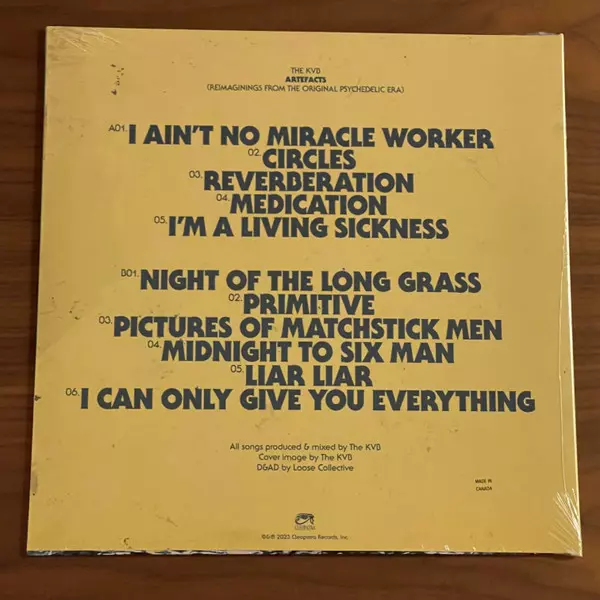 THE KVB
ARTEFACTS
(REIMAGININGS FROM THE ORIGINAL PSYCHEDELIC ERA)
A01. I AIN'T NO MIRACLE WORKER
02. CIRCLES
03. REVERBERATION
04. MEDICATION
05. I'M A LIVING SICKNESS
B01. NIGHT OF THE LONG GRASS
02. PRIMITIVE
03. PICTURES OF MATCHSTICK MEN
04. MIDNIGHT TO SIX MAN
05. LIAR LIAR
06. I CAN ONLY GIVE YOU EVERYTHING
All songs produced & mixed by The KVB
Cover image by The KVB
D&AD by Loose Collective
MADE IN
CANADA
CLEOPATRA
©&℗ 2023 Cleopatra Records, Inc.